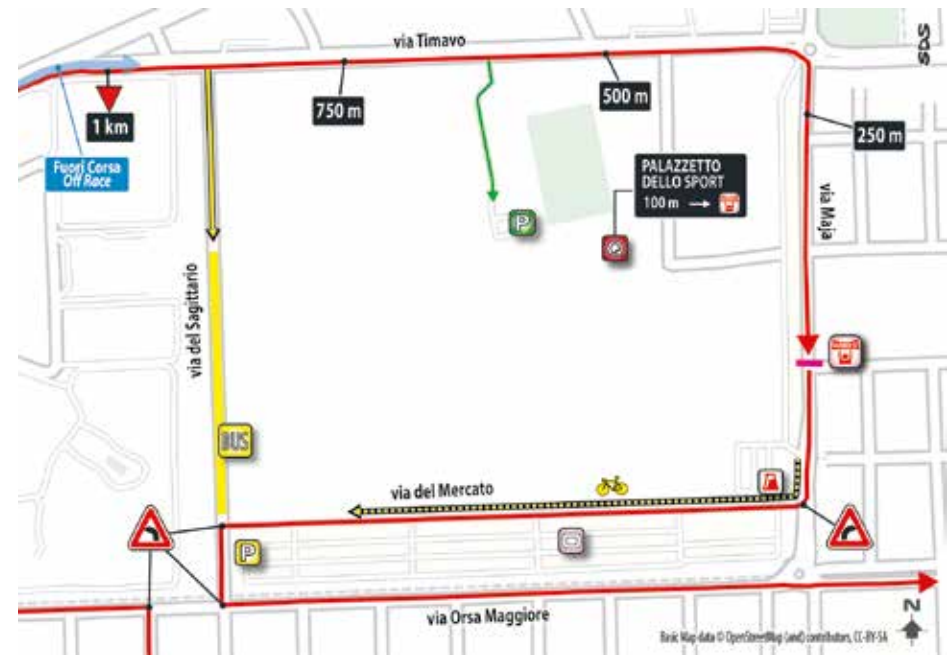 via Timavo
SDS
750 m
500 m
1 km
250 m
Fuori Corsa
Off Race
PALAZZETTO
DELLO SPORT
100 m
P
Q
via Maja
via del Sagittario
BUS
via del Mercato
P
via Orsa Maggiore
N
Basic Map data © OpenStreetMap (and) contributors, CC-BY-SA